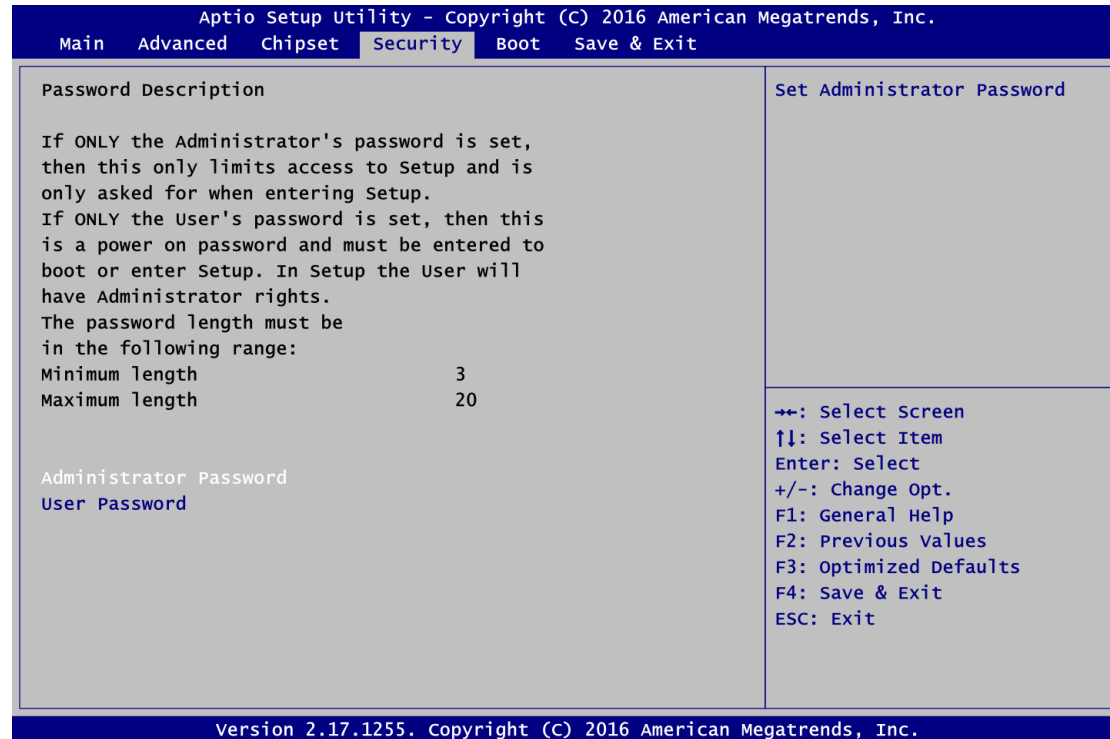 Aptio Setup Utility - Copyright (C) 2016 American Megatrends, Inc.
Main Advanced Chipset Security Boot Save & Exit
Password Description
If ONLY the Administrator's password is set,
then this only limits access to Setup and is
only asked for when entering Setup.
If ONLY the User's password is set, then this
is a power on password and must be entered to
boot or enter Setup. In Setup the User will
have Administrator rights.
The password length must be
in the following range:
Minimum length 3
Maximum length 20
Administrator Password
User Password
Set Administrator Password
→←: Select Screen
↑↓: Select Item
Enter: Select
+/-: Change Opt.
F1: General Help
F2: Previous Values
F3: Optimized Defaults
F4: Save & Exit
ESC: Exit
Version 2.17.1255. Copyright (C) 2016 American Megatrends, Inc.